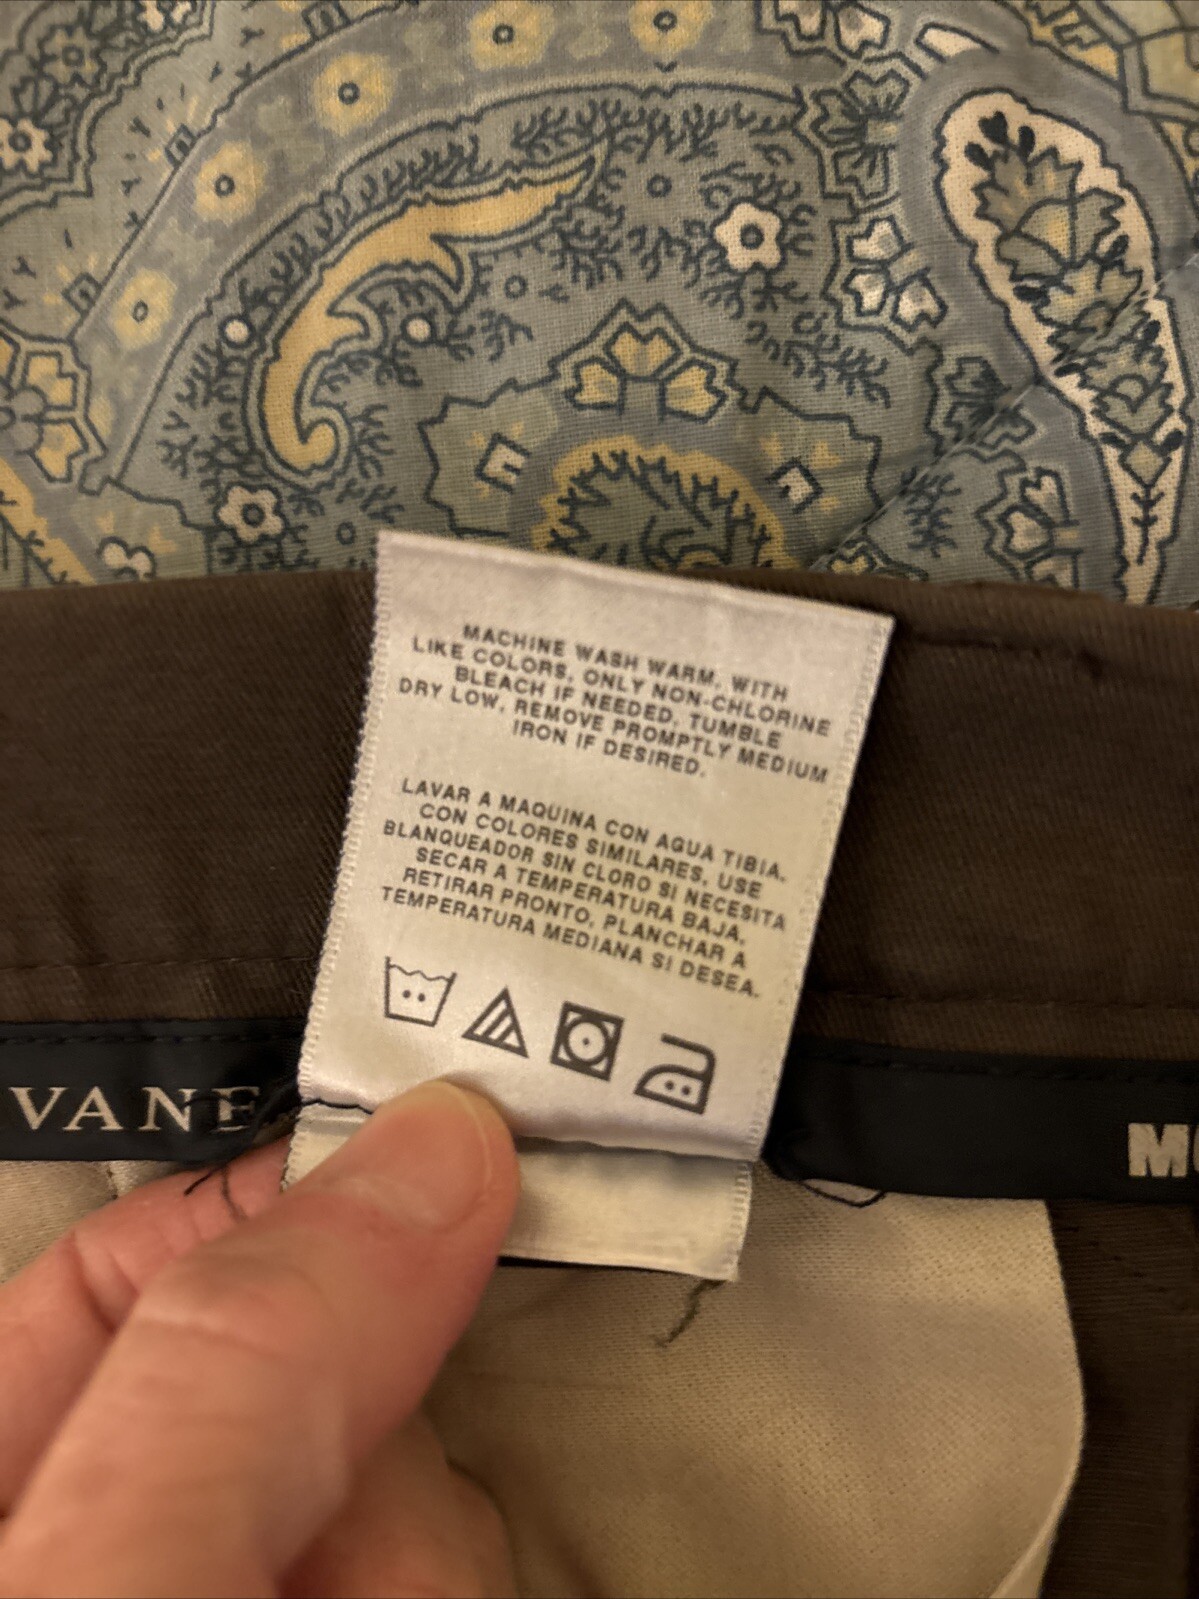 MACHINE WASH WARM, WITH
LIKE COLORS, ONLY NON-CHLORINE
BLEACH IF NEEDED, TUMBLE
DRY LOW, REMOVE PROMPTLY MEDIUM
IRON IF DESIRED.
LAVAR A MAQUINA CON AGUA TIBIA.
CON COLORES SIMILARES, USE
BLANQUEADOR SIN CLORO SI NECESITA
SECAR A TEMPERATURA BAJA,
RETIRAR PRONTO, PLANCHAR A
TEMPERATURA MEDIANA SI DESEA.
VANE